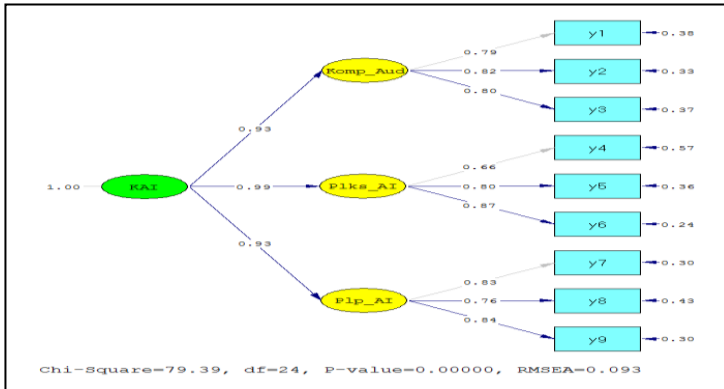 y1
0.38
0.79
Komp_Aud
0.82
y2
0.33
0.80
y3
0.37
0.93
y4
0.57
0.66
1.00
KAI
0.99
Plks_AI
0.80
y5
0.36
0.87
y6
0.24
0.93
y7
0.30
0.83
Plp_AI
0.76
y8
0.43
0.84
y9
0.30
Chi-Square=79.39, df=24, P-value=0.00000, RMSEA=0.093